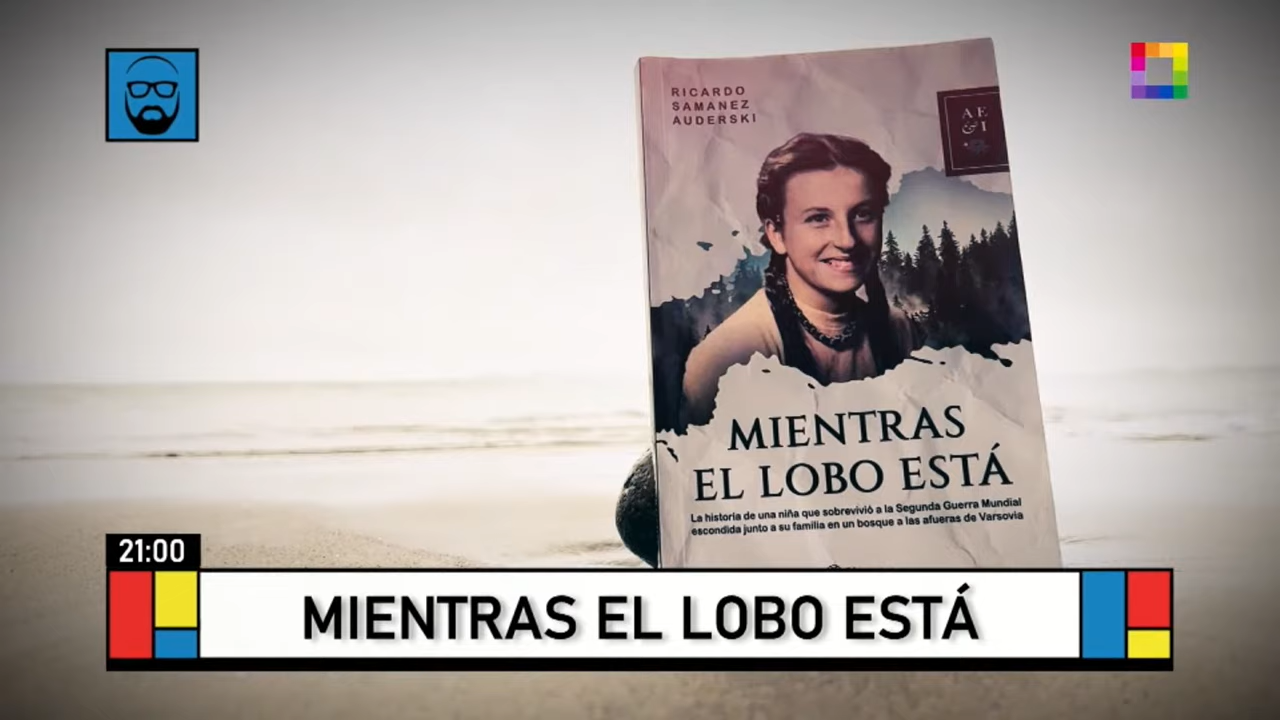 RICARDO
SAMANEZ
AUDERSKI
A E
& I
MIENTRAS
EL LOBO ESTÁ
La historia de una niña que sobrevivió a la Segunda Guerra Mundial
escondida junto a su familia en un bosque a las afueras de Varsovia
21:00
MIENTRAS EL LOBO ESTÁ